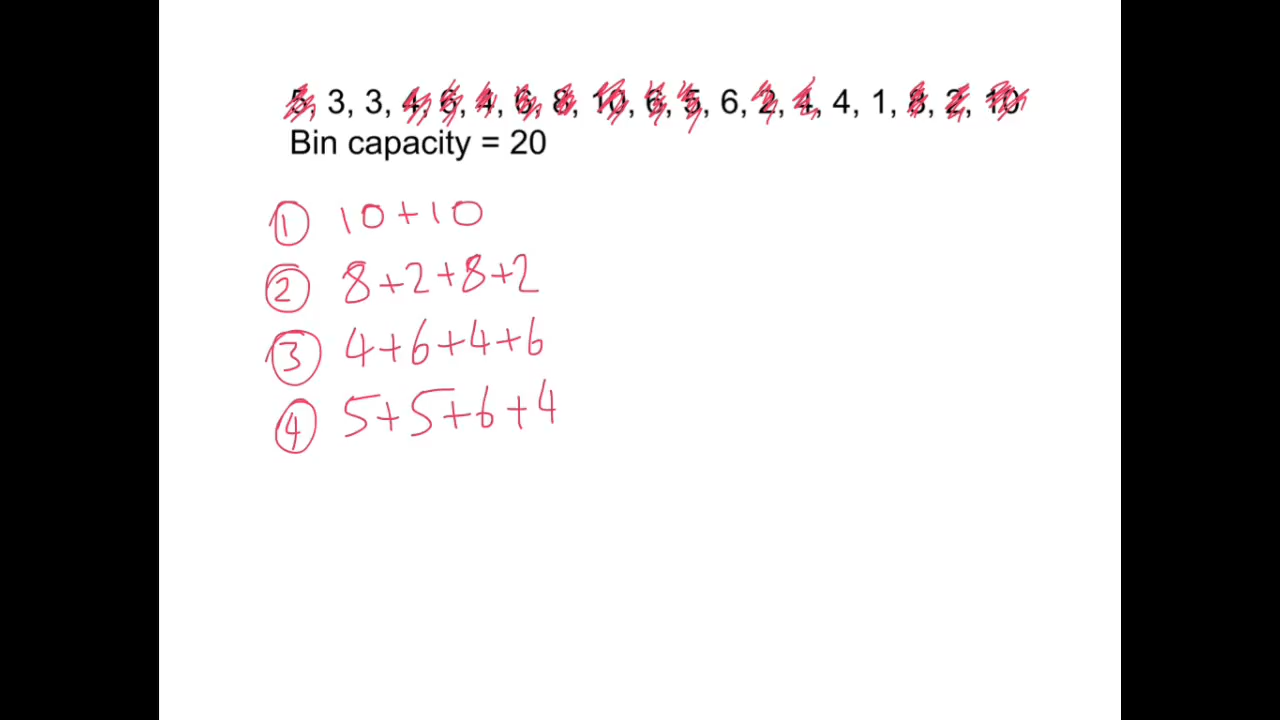 5, 3, 3, 4, 6, 4, 6, 8, 10, 6, 5, 6, 2, 4, 4, 1, 8, 2, 10
Bin capacity = 20
① 10+10
② 8+2+8+2
③ 4+6+4+6
④ 5+5+6+4